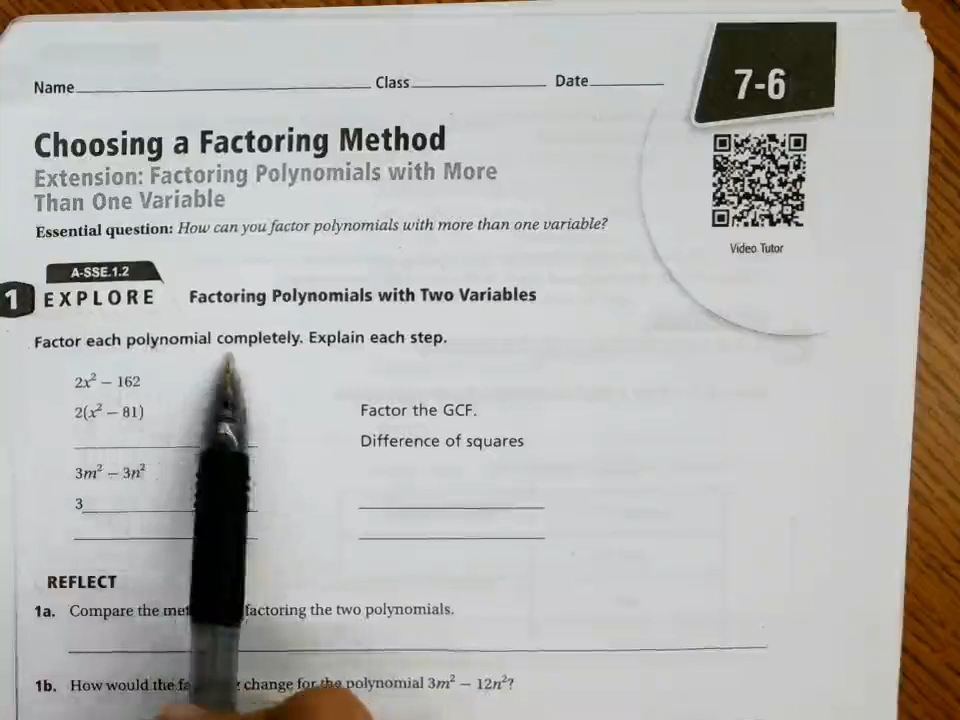 Name Class Date
7-6
Choosing a Factoring Method
Extension: Factoring Polynomials with More
Than One Variable
Essential question: How can you factor polynomials with more than one variable?
Video Tutor
A-SSE.1.2
1 EXPLORE Factoring Polynomials with Two Variables
Factor each polynomial completely. Explain each step.
2x² − 162
2(x² − 81) Factor the GCF.
Difference of squares
3m² − 3n²
3
REFLECT
1a. Compare the factoring the two polynomials.
1b. How would the change for the polynomial 3m² − 12n²?